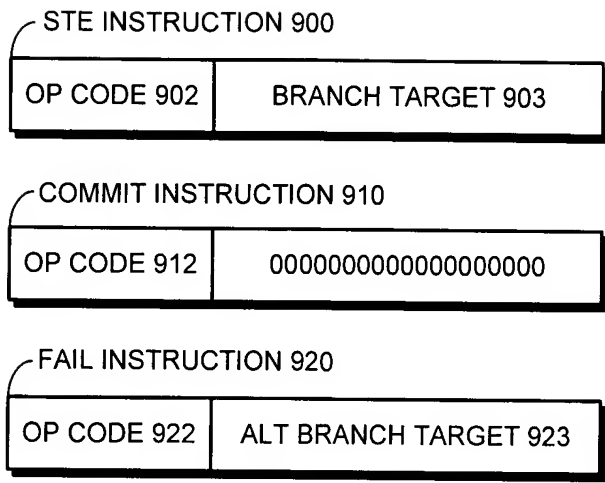 STE INSTRUCTION 900
OP CODE 902 BRANCH TARGET 903
COMMIT INSTRUCTION 910
OP CODE 912 0000000000000000000
FAIL INSTRUCTION 920
OP CODE 922 ALT BRANCH TARGET 923